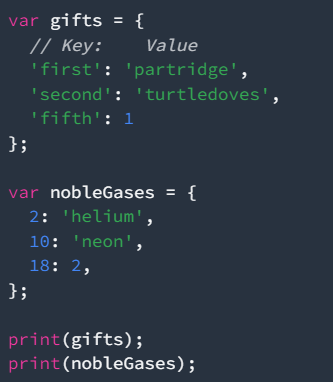 var gifts = {
  // Key:    Value
  'first': 'partridge',
  'second': 'turtledoves',
  'fifth': 1
};

var nobleGases = {
  2: 'helium',
  10: 'neon',
  18: 2,
};

print(gifts);
print(nobleGases);